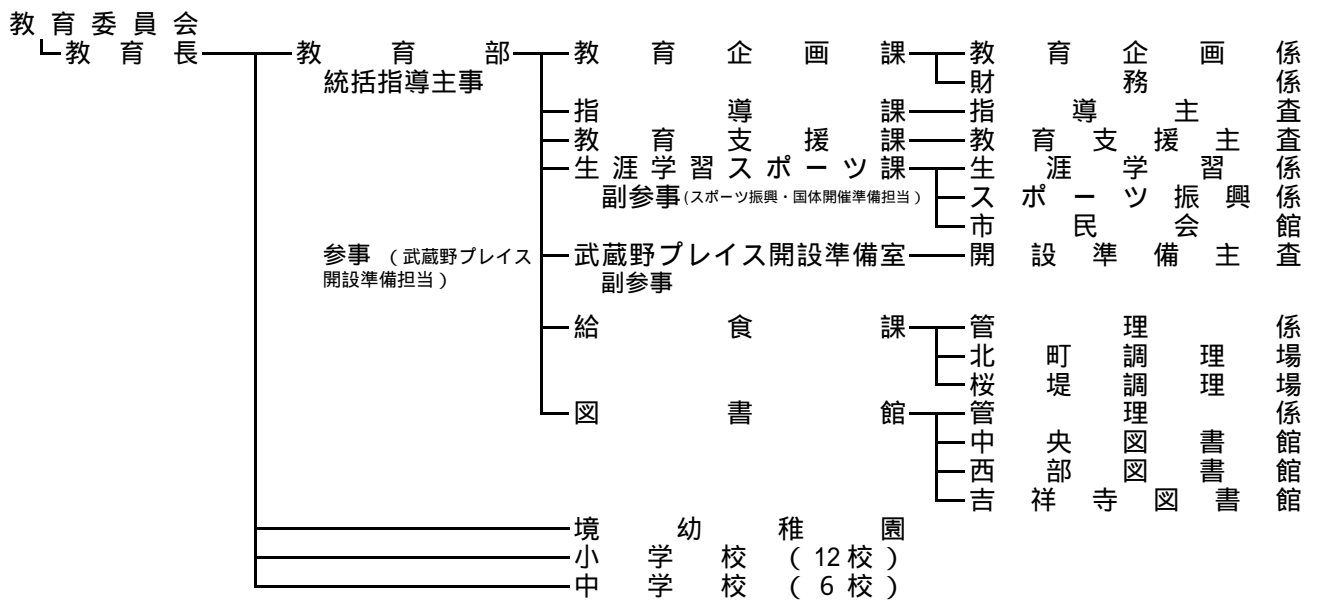 教育委員会
教育長 教育部 教育企画課 教育企画係
統括指導主事 財務係
指導課 指導主査
教育支援課 教育支援主査
生涯学習スポーツ課 生涯学習係
副参事(スポーツ振興・国体開催準備担当) スポーツ振興係
市民会館
参事 (武蔵野プレイス 武蔵野プレイス開設準備室 開設準備主査
開設準備担当) 副参事
給食課 管理係
北町調理場
桜堤調理場
図書館 管理係
中央図書館
西部図書館
吉祥寺図書館
境幼稚園
小学校(12校)
中学校(6校)